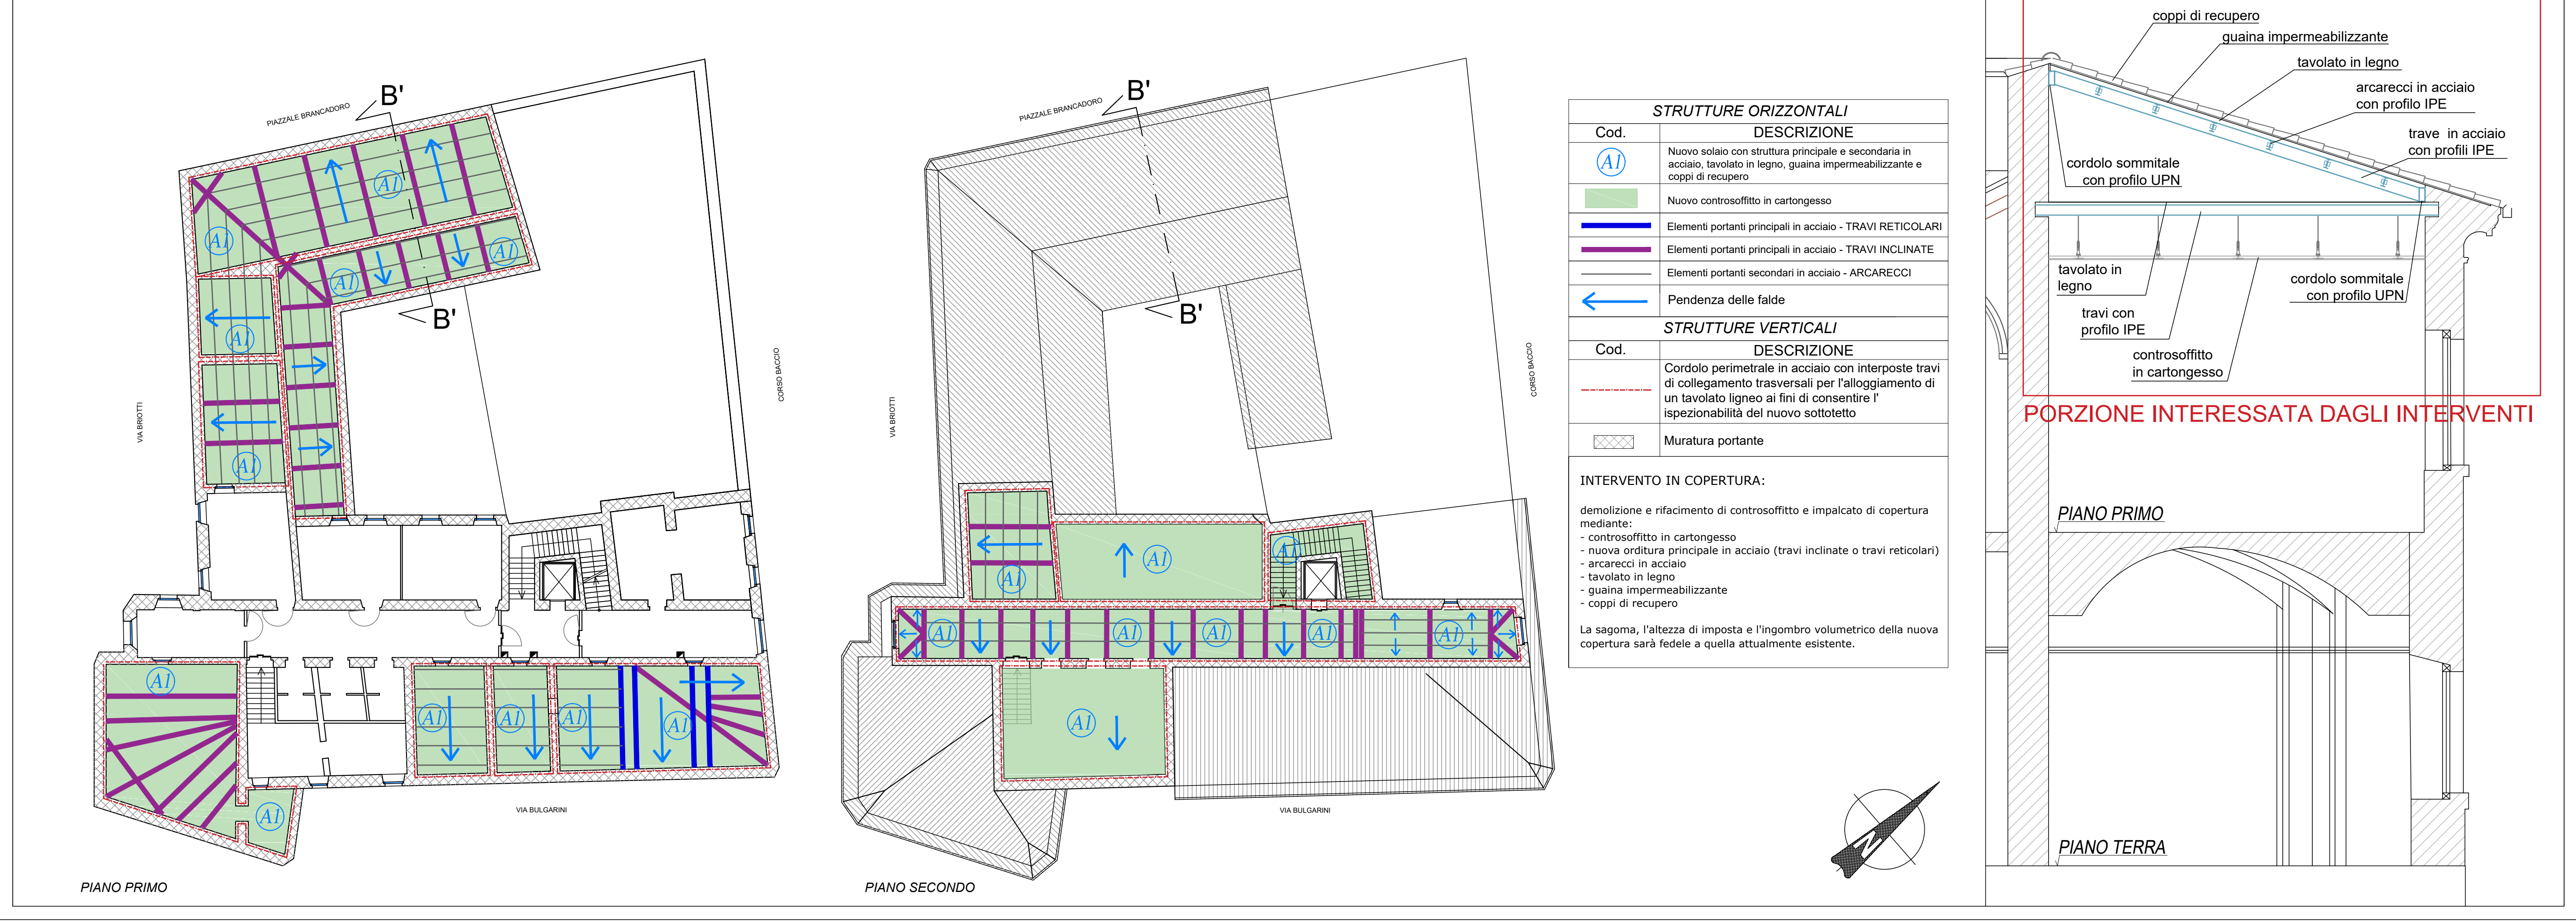 B'
PIAZZALE BRANCADORO
A1
A1
A1
A1
B'
A1
A1
VIA BRIOTTI
CORSO BACCIO
A1
A1
A1
A1
A1
A1
VIA BULGARINI
PIANO PRIMO
B'
PIAZZALE BRANCADORO
B'
VIA BRIOTTI
CORSO BACCIO
A1
A1
A1
A1
A1
A1
A1
A1
A1
VIA BULGARINI
PIANO SECONDO
STRUTTURE ORIZZONTALI
Cod.
DESCRIZIONE
A1
Nuovo solaio con struttura principale e secondaria in
acciaio, tavolato in legno, guaina impermeabilizzante e
coppi di recupero
Nuovo controsoffitto in cartongesso
Elementi portanti principali in acciaio - TRAVI RETICOLARI
Elementi portanti principali in acciaio - TRAVI INCLINATE
Elementi portanti secondari in acciaio - ARCARECCI
Pendenza delle falde
STRUTTURE VERTICALI
Cod.
DESCRIZIONE
Cordolo perimetrale in acciaio con interposte travi
di collegamento trasversali per l'alloggiamento di
un tavolato ligneo ai fini di consentire l'
ispezionabilità del nuovo sottotetto
Muratura portante
INTERVENTO IN COPERTURA:
demolizione e rifacimento di controsoffitto e impalcato di copertura
mediante:
- controsoffitto in cartongesso
- nuova orditura principale in acciaio (travi inclinate o travi reticolari)
- arcarecci in acciaio
- tavolato in legno
- guaina impermeabilizzante
- coppi di recupero
La sagoma, l'altezza di imposta e l'ingombro volumetrico della nuova
copertura sarà fedele a quella attualmente esistente.
coppi di recupero
guaina impermeabilizzante
tavolato in legno
arcarecci in acciaio
con profilo IPE
trave in acciaio
con profili IPE
cordolo sommitale
con profilo UPN
tavolato in
legno
cordolo sommitale
con profilo UPN
travi con
profilo IPE
controsoffitto
in cartongesso
PORZIONE INTERESSATA DAGLI INTERVENTI
PIANO PRIMO
PIANO TERRA